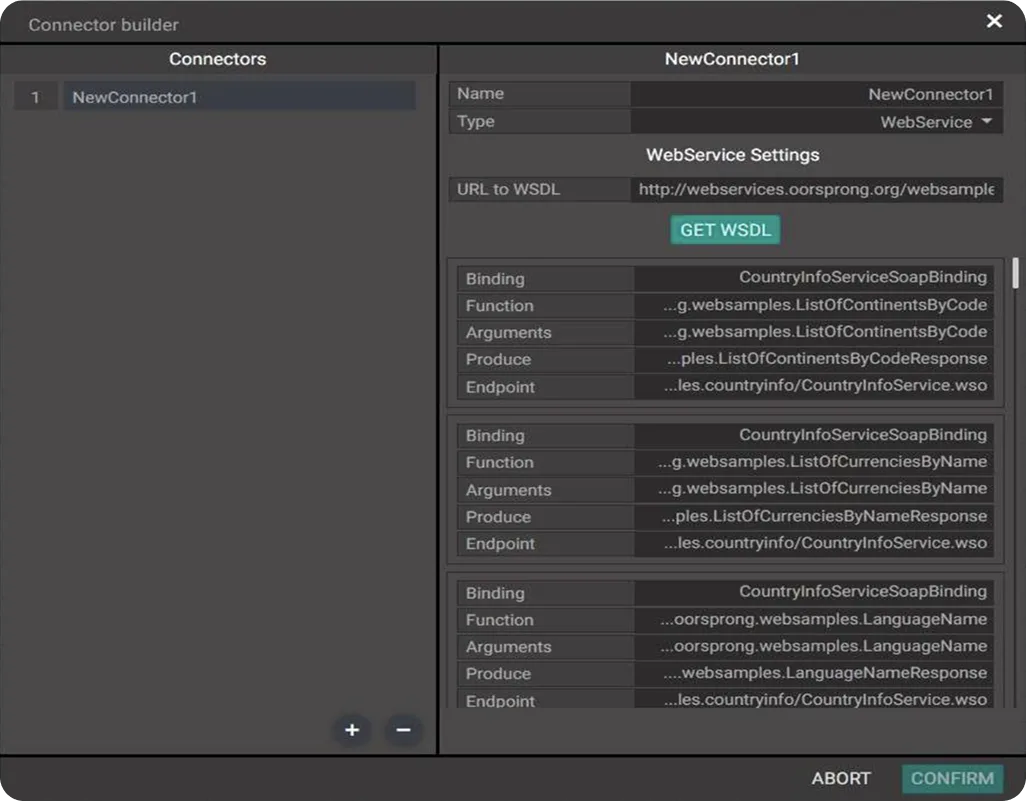 Connector builder
Connectors
1 NewConnector1
NewConnector1
Name NewConnector1
Type WebService
WebService Settings
URL to WSDL http://webservices.oorsprong.org/websample
GET WSDL
Binding CountryInfoServiceSoapBinding
Function ...g.websamples.ListOfContinentsByCode
Arguments ...g.websamples.ListOfContinentsByCode
Produce ...ples.ListOfContinentsByCodeResponse
Endpoint ...les.countryinfo/CountryInfoService.wso
Binding CountryInfoServiceSoapBinding
Function ...g.websamples.ListOfCurrenciesByName
Arguments ...g.websamples.ListOfCurrenciesByName
Produce ...ples.ListOfCurrenciesByNameResponse
Endpoint ...les.countryinfo/CountryInfoService.wso
Binding CountryInfoServiceSoapBinding
Function ...oorsprong.websamples.LanguageName
Arguments ...oorsprong.websamples.LanguageName
Produce ....websamples.LanguageNameResponse
Endpoint ...les.countryinfo/CountryInfoService.wso
ABORT CONFIRM